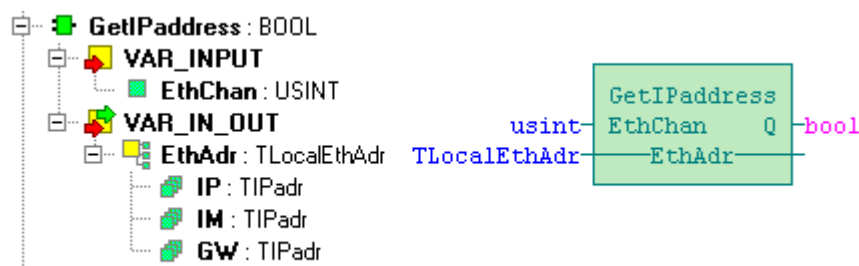 GetIPaddress : BOOL
VAR_INPUT
EthChan : USINT
VAR_IN_OUT
EthAdr : TLocalEthAdr
IP : TIPadr
IM : TIPadr
GW : TIPadr
GetIPaddress
usint EthChan Q bool
TLocalEthAdr EthAdr